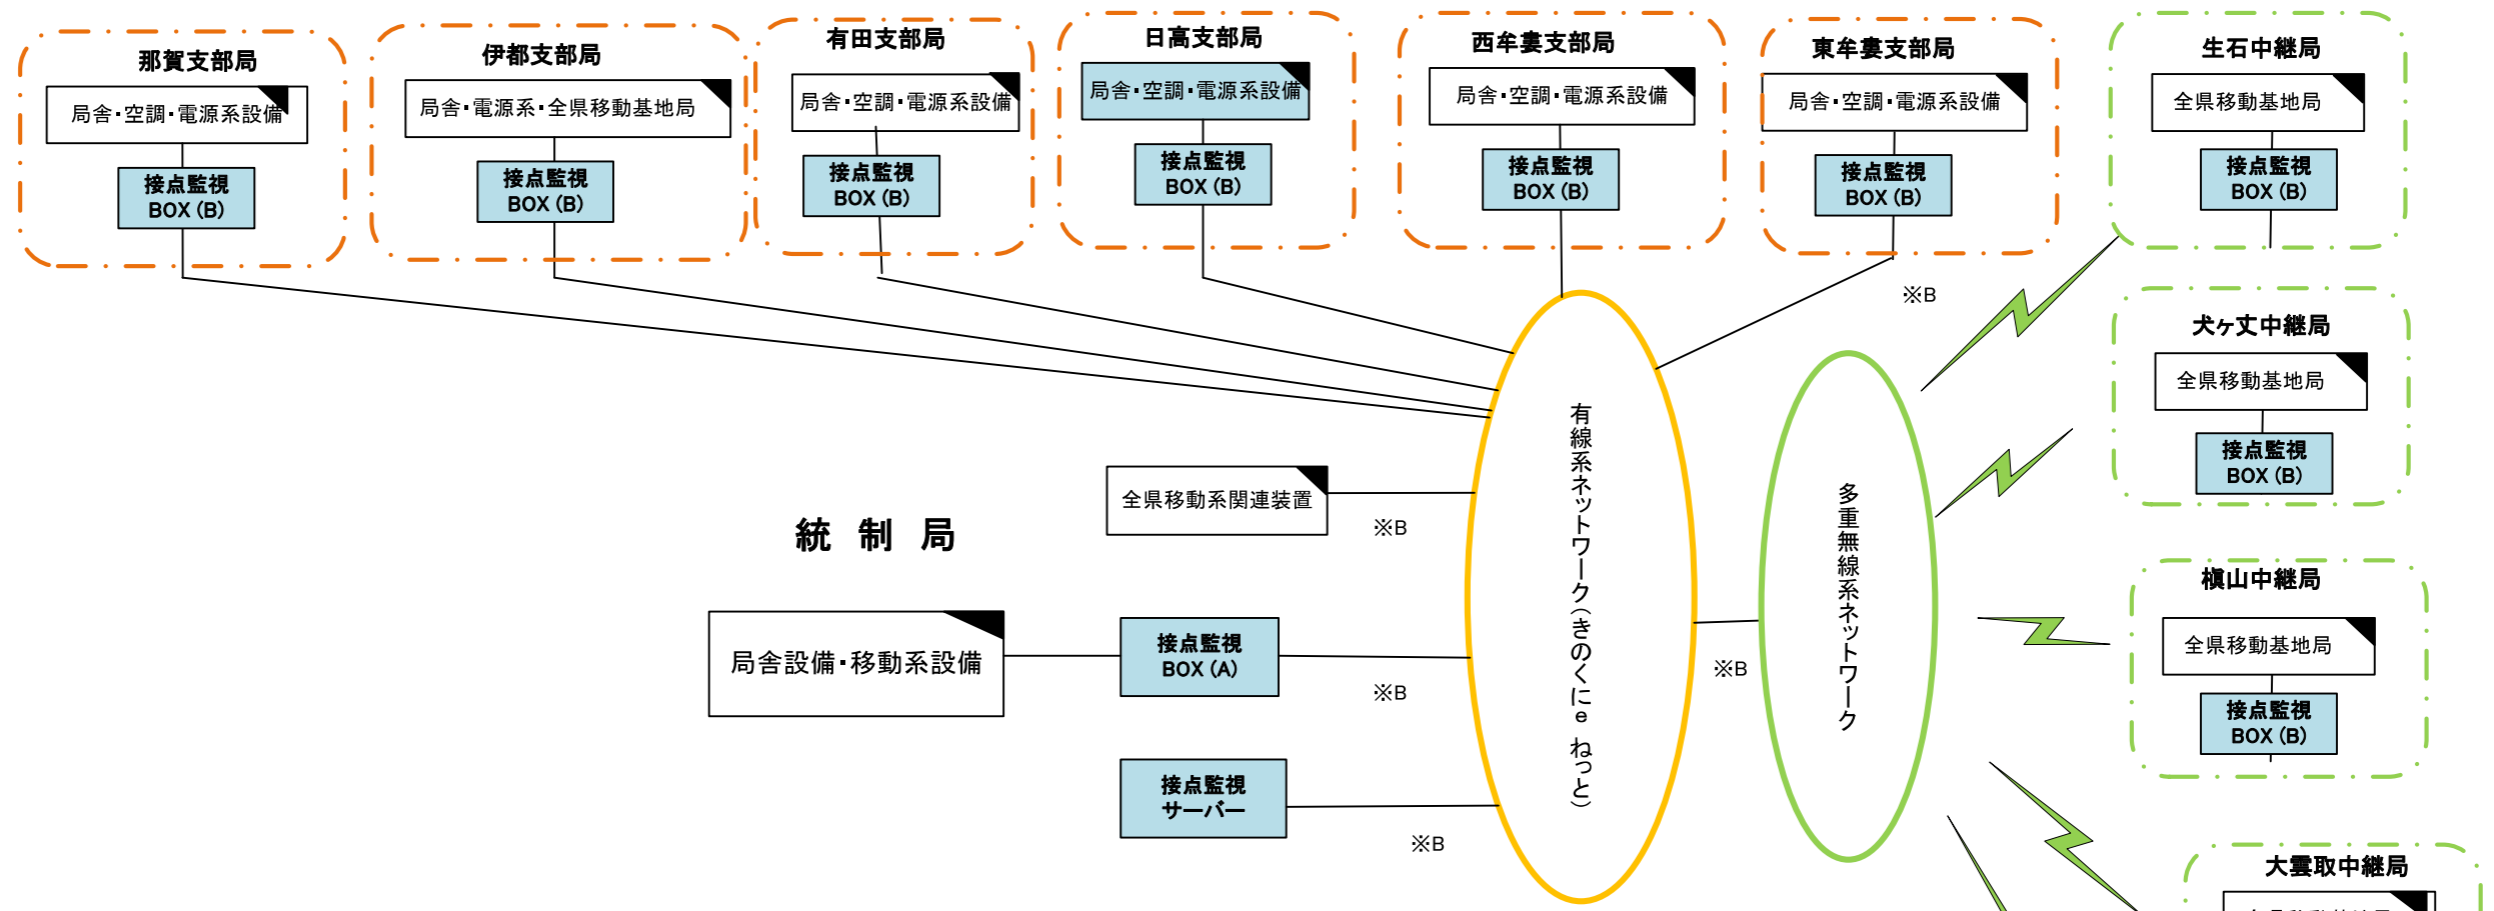 那賀支部局
局舎・空調・電源系設備
接点監視
BOX(B)
伊都支部局
局舎・電源系・全県移動基地局
接点監視
BOX(B)
有田支部局
局舎・空調・電源系設備
接点監視
BOX(B)
日高支部局
局舎・空調・電源系設備
接点監視
BOX(B)
西牟婁支部局
局舎・空調・電源系設備
接点監視
BOX(B)
東牟婁支部局
局舎・空調・電源系設備
接点監視
BOX(B)
※B
生石中継局
全県移動基地局
接点監視
BOX(B)
犬ヶ丈中継局
全県移動基地局
接点監視
BOX(B)
槇山中継局
全県移動基地局
接点監視
BOX(B)
大雲取中継局
統 制 局
全県移動系関連装置
※B
局舎設備・移動系設備
接点監視
BOX(A)
※B
接点監視
サーバー
※B
有線系ネットワーク(きのくにe ねっと)
※B
多重無線系ネットワーク